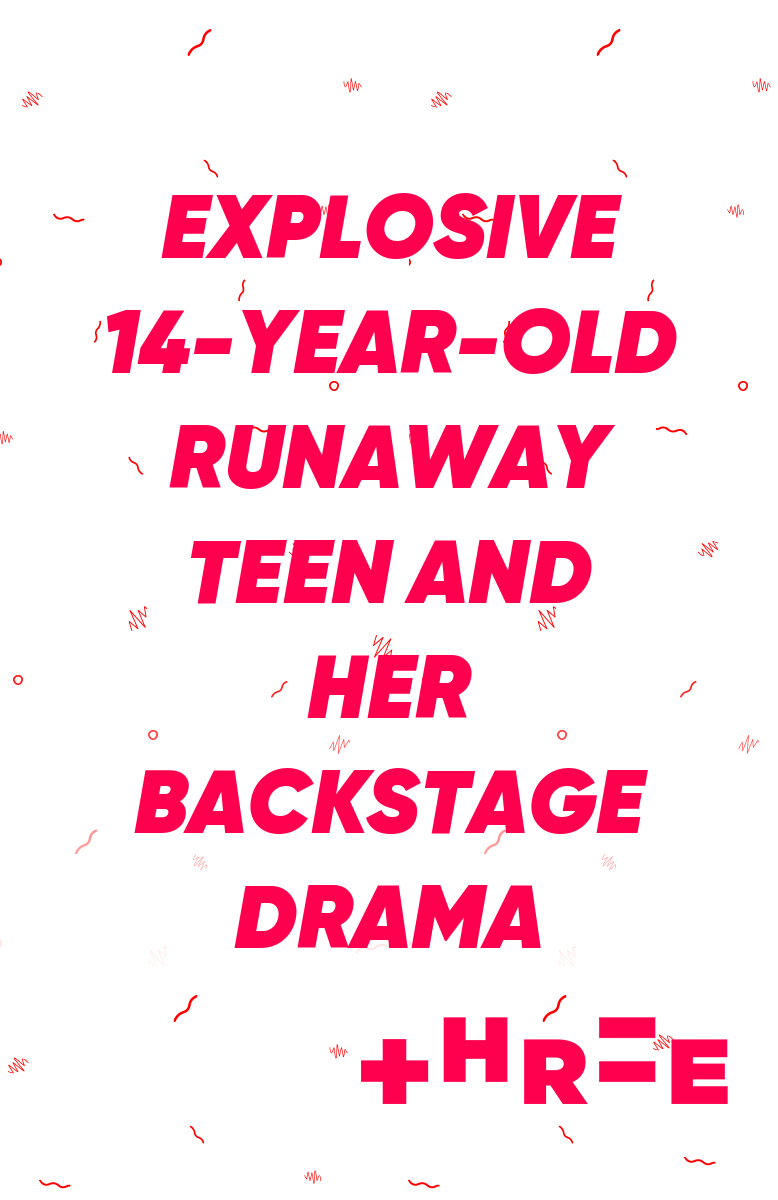 EXPLOSIVE
14-YEAR-OLD
RUNAWAY
TEEN AND
HER
BACKSTAGE
DRAMA
+HR=E